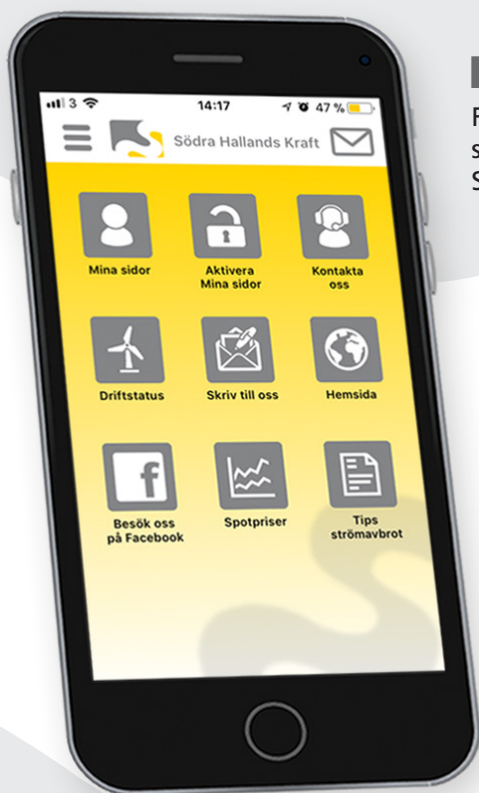 3
14:17
47 %
Södra Hallands Kraft
Mina sidor
Aktivera
Mina sidor
Kontakta
oss
Driftstatus
Skriv till oss
Hemsida
f
Besök oss
på Facebook
Spotpriser
Tips
strömavbrot